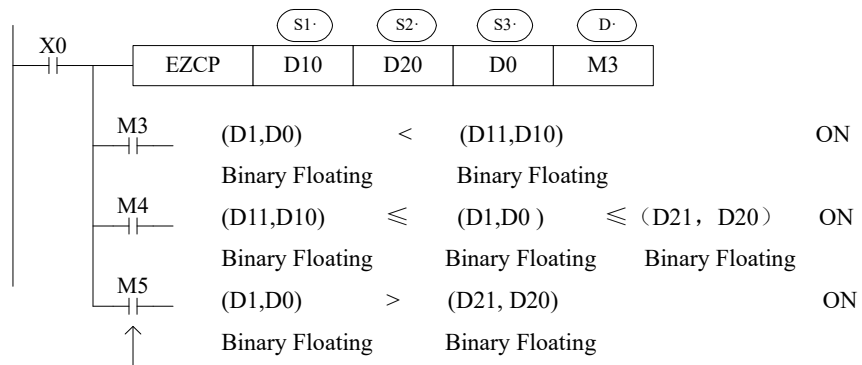 S1· S2· S3· D·
X0
EZCP D10 D20 D0 M3
M3 (D1,D0) < (D11,D10) ON
Binary Floating Binary Floating
M4 (D11,D10) ≤ (D1,D0 ) ≤（D21，D20） ON
Binary Floating Binary Floating Binary Floating
M5 (D1,D0) > (D21, D20) ON
Binary Floating Binary Floating